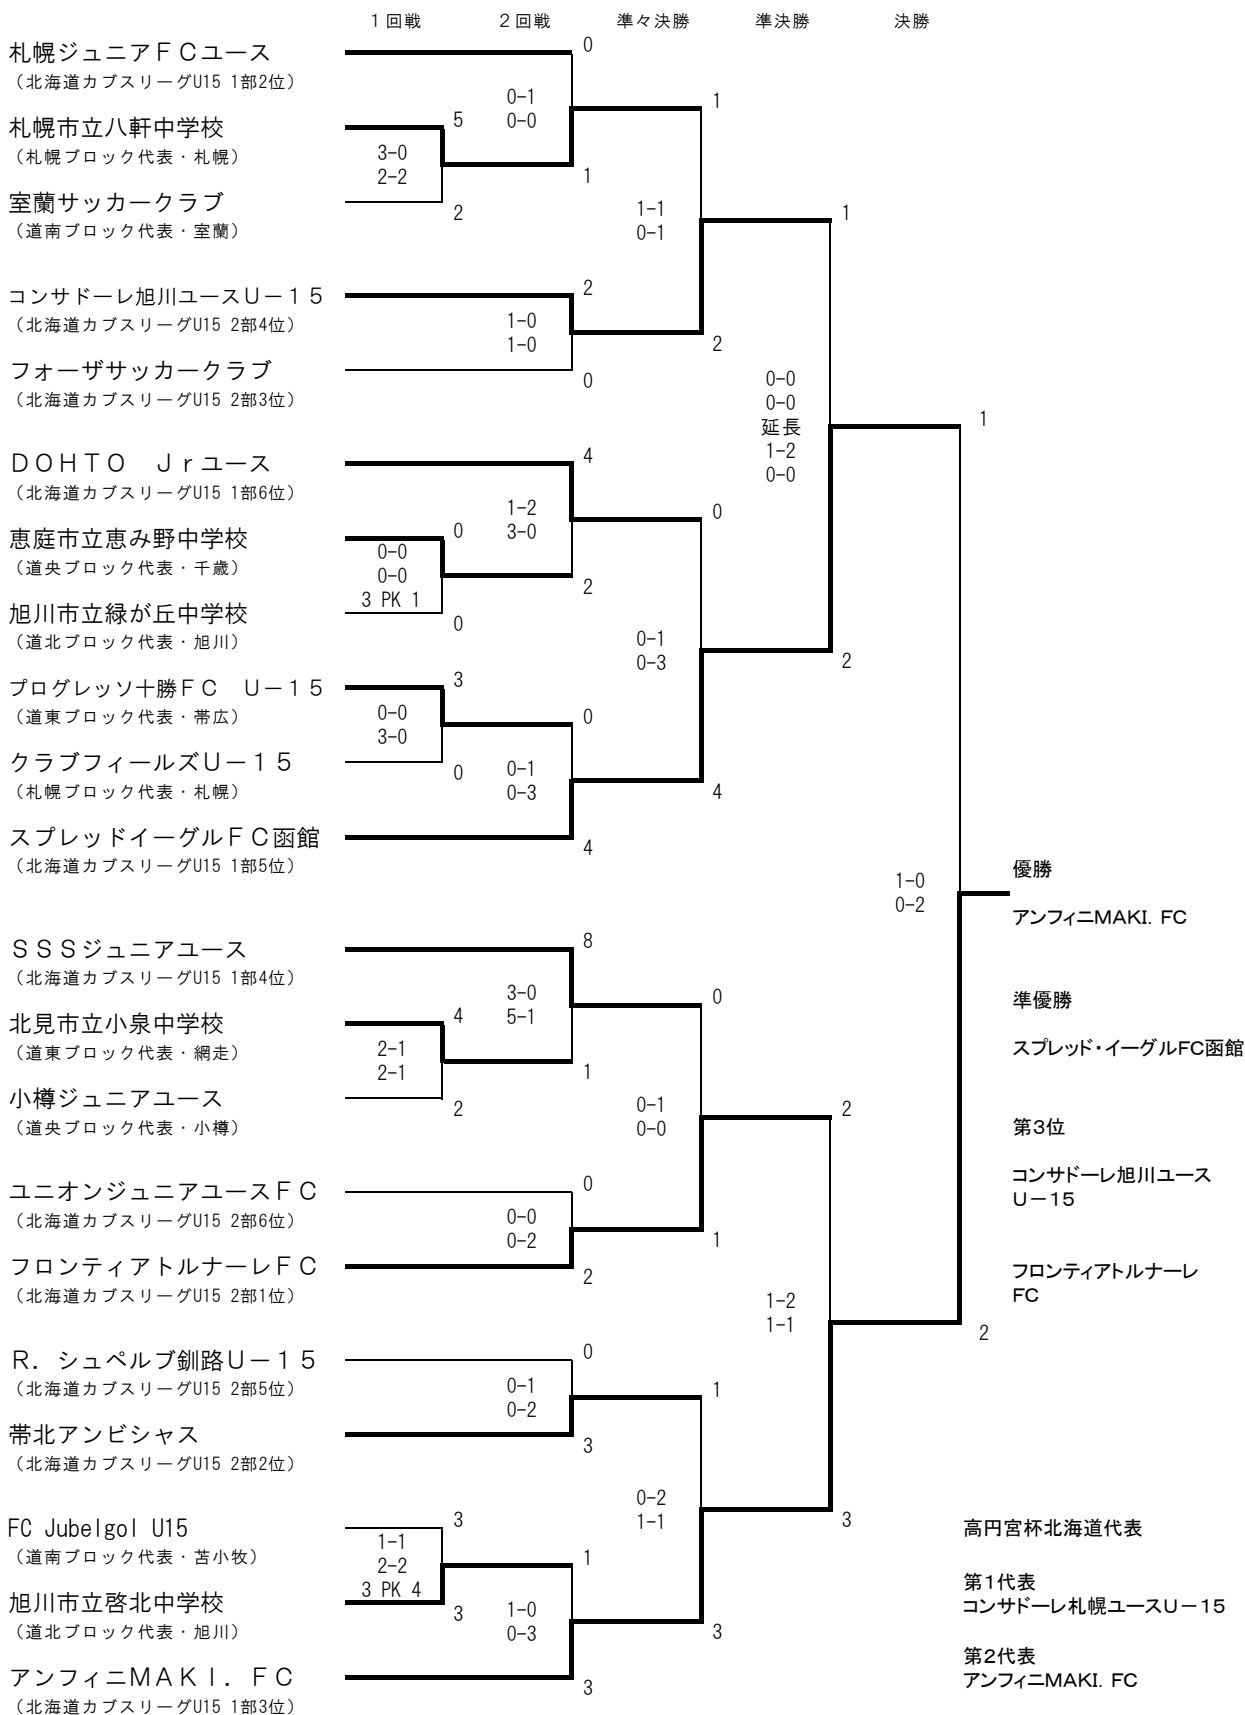 １回戦 ２回戦 準々決勝 準決勝 決勝
札幌ジュニアＦＣユース
（北海道カブスリーグU15 1部2位）
0
0-1
0-0
1
札幌市立八軒中学校
（札幌ブロック代表・札幌）
5
3-0
2-2
1
室蘭サッカークラブ
（道南ブロック代表・室蘭）
2
1-1
0-1
1
コンサドーレ旭川ユースＵ－１５
（北海道カブスリーグU15 2部4位）
2
1-0
1-0
2
フォーザサッカークラブ
（北海道カブスリーグU15 2部3位）
0
0-0
0-0
延長
1-2
0-0
1
ＤＯＨＴＯ　Ｊｒユース
（北海道カブスリーグU15 1部6位）
4
1-2
3-0
0
恵庭市立恵み野中学校
（道央ブロック代表・千歳）
0
0-0
0-0
3 PK 1
2
旭川市立緑が丘中学校
（道北ブロック代表・旭川）
0
0-1
0-3
2
プログレッソ十勝ＦＣ　Ｕ－１５
（道東ブロック代表・帯広）
3
0-0
3-0
0
クラブフィールズＵ－１５
（札幌ブロック代表・札幌）
0
0-1
0-3
4
スプレッドイーグルＦＣ函館
（北海道カブスリーグU15 1部5位）
4
1-0
0-2
優勝
アンフィニMAKI. FC
ＳＳＳジュニアユース
（北海道カブスリーグU15 1部4位）
8
3-0
5-1
0
準優勝
スプレッド・イーグルFC函館
北見市立小泉中学校
（道東ブロック代表・網走）
4
2-1
2-1
1
小樽ジュニアユース
（道央ブロック代表・小樽）
2
0-1
0-0
2
第3位
コンサドーレ旭川ユース
U－15
ユニオンジュニアユースＦＣ
（北海道カブスリーグU15 2部6位）
0
0-0
0-2
1
フロンティアトルナーレＦＣ
（北海道カブスリーグU15 2部1位）
2
フロンティアトルナーレ
FC
1-2
1-1
2
Ｒ．シュペルブ釧路Ｕ－１５
（北海道カブスリーグU15 2部5位）
0
0-1
0-2
1
帯北アンビシャス
（北海道カブスリーグU15 2部2位）
3
0-2
1-1
3
FC Jubelgol U15
（道南ブロック代表・苫小牧）
3
1-1
2-2
3 PK 4
1
旭川市立啓北中学校
（道北ブロック代表・旭川）
3
1-0
0-3
3
アンフィニＭＡＫＩ．ＦＣ
（北海道カブスリーグU15 1部3位）
3
高円宮杯北海道代表
第1代表
コンサドーレ札幌ユースU－15
第2代表
アンフィニMAKI. FC